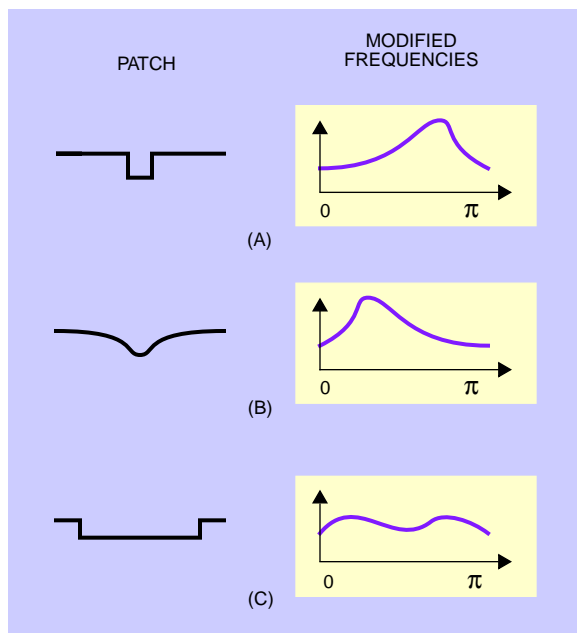 PATCH
MODIFIED
FREQUENCIES
0 π
(A)
0 π
(B)
0 π
(C)